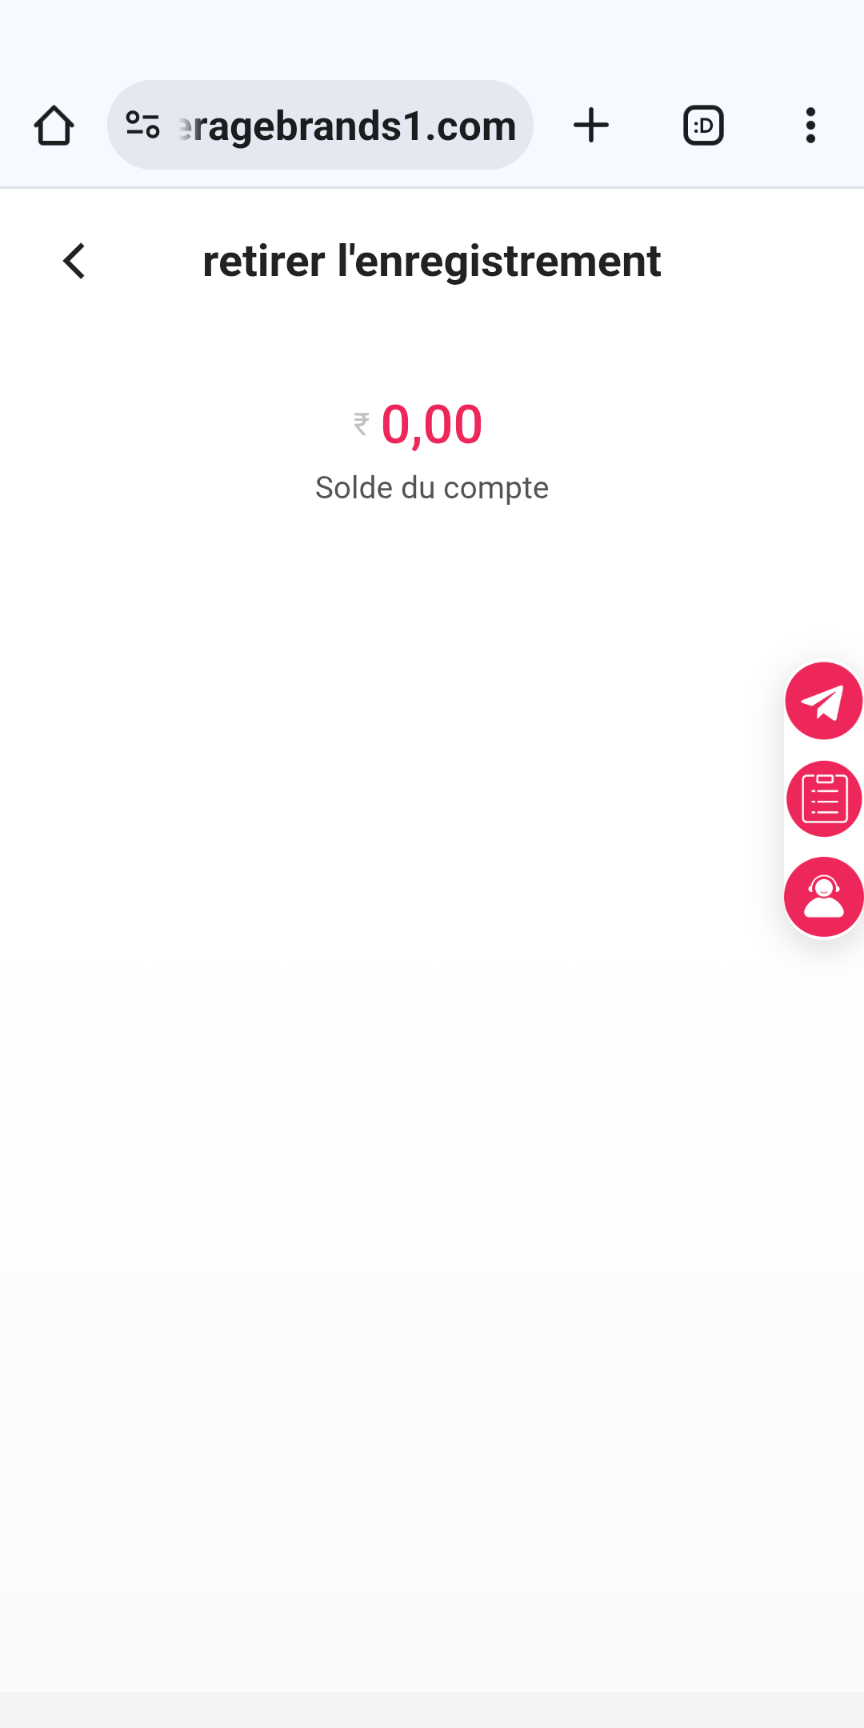 eragebrands1.com
:D
retirer l'enregistrement
₹ 0,00
Solde du compte